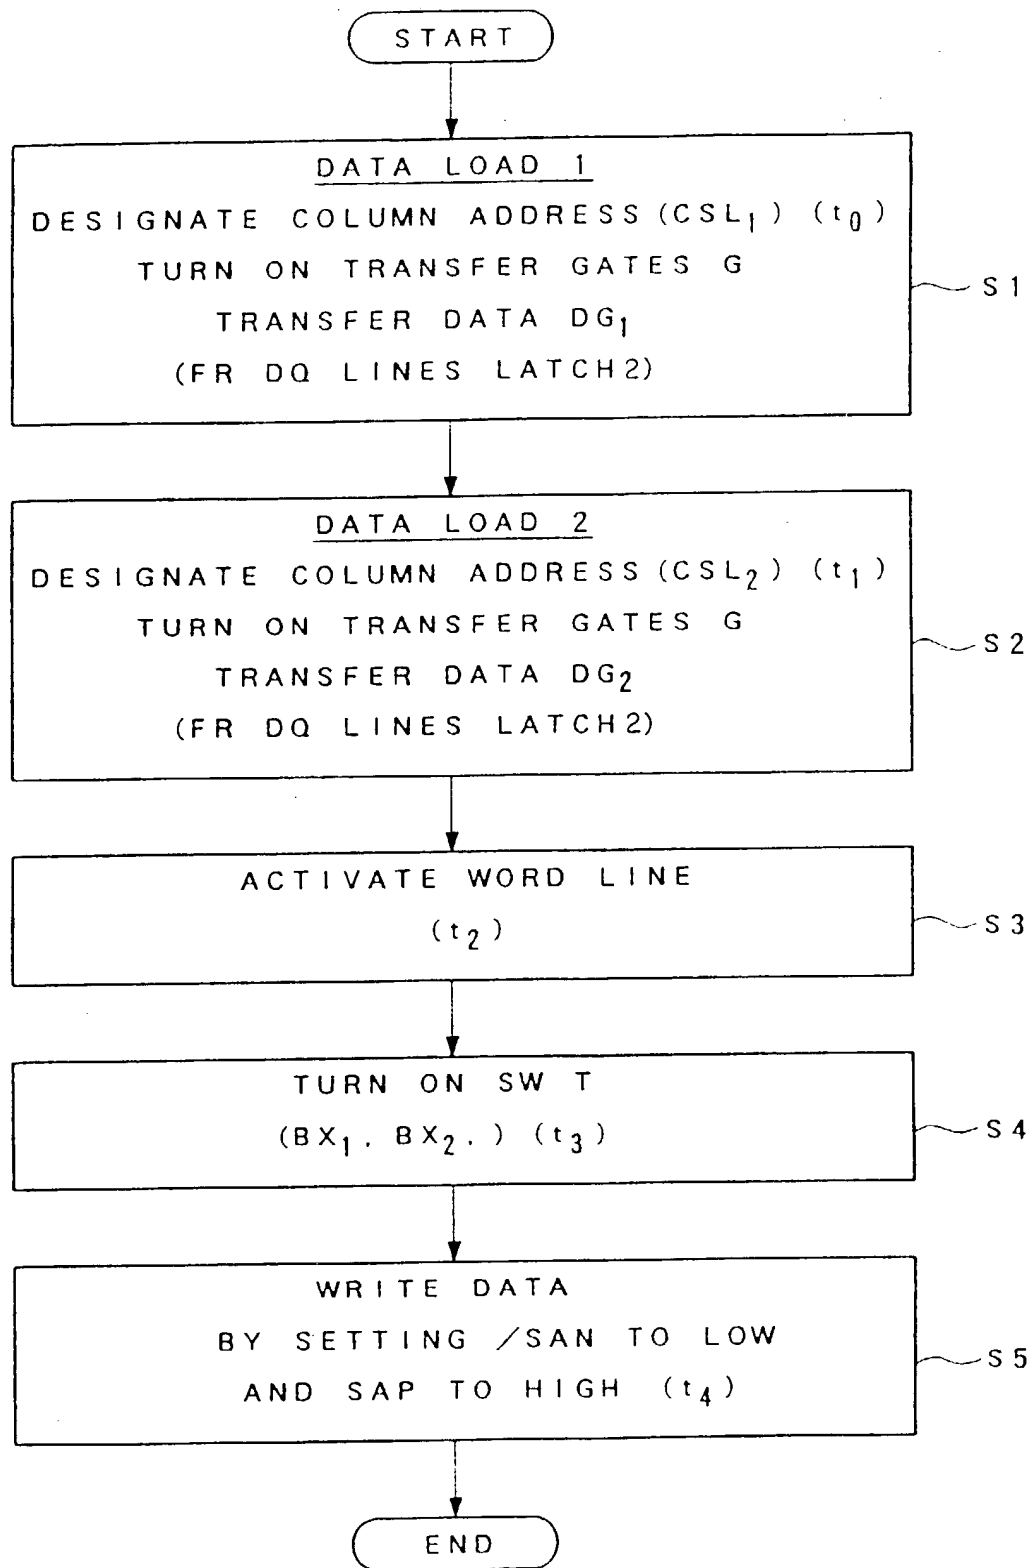 START
DATA LOAD 1
DESIGNATE COLUMN ADDRESS (CSL₁) (t₀)
TURN ON TRANSFER GATES G
TRANSFER DATA DG₁
(FR DQ LINES LATCH2)
S1
DATA LOAD 2
DESIGNATE COLUMN ADDRESS (CSL₂) (t₁)
TURN ON TRANSFER GATES G
TRANSFER DATA DG₂
(FR DQ LINES LATCH2)
S2
ACTIVATE WORD LINE
(t₂)
S3
TURN ON SW T
(BX₁, BX₂, ) (t₃)
S4
WRITE DATA
BY SETTING /SAN TO LOW
AND SAP TO HIGH (t₄)
S5
END